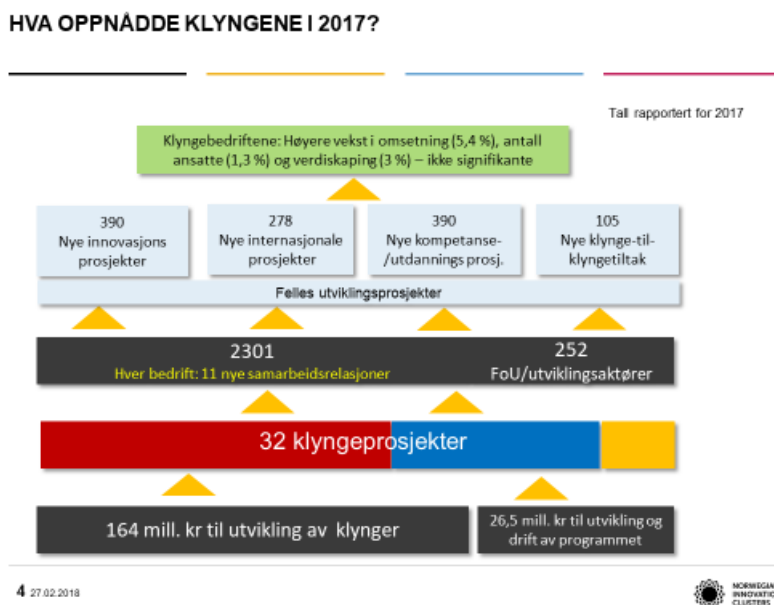 HVA OPPNÅDDE KLYNGENE I 2017?
Tall rapportert for 2017
Klyngebedriftene: Høyere vekst i omsetning (5,4 %), antall
ansatte (1,3 %) og verdiskaping (3 %) – ikke signifikante
390
Nye innovasjons
prosjekter
278
Nye internasjonale
prosjekter
390
Nye kompetanse-
/utdannings prosj.
105
Nye klynge-til-
klyngetiltak
Felles utviklingsprosjekter
2301
Hver bedrift: 11 nye samarbeidsrelasjoner
252
FoU/utviklingsaktører
32 klyngeprosjekter
164 mill. kr til utvikling av klynger
26,5 mill. kr til utvikling og
drift av programmet
4 27.02.2018
NORWEGIAN
INNOVATION
CLUSTERS